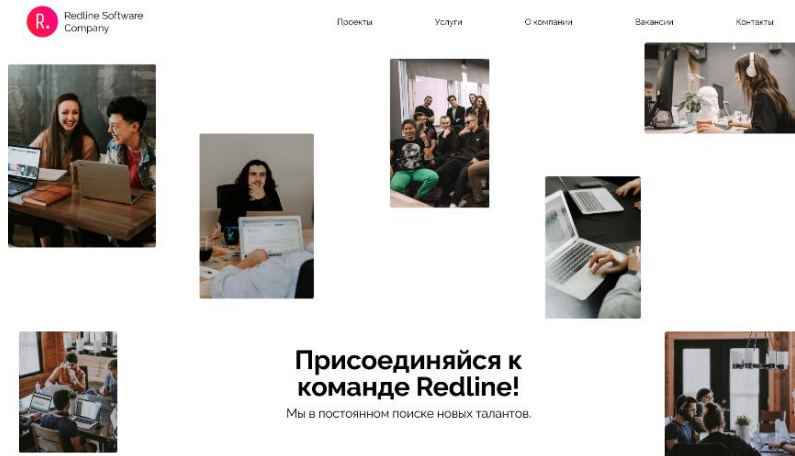 R.
Redline Software
Company
Проекты
Услуги
О компании
Вакансии
Контакты
Присоединяйся к
команде Redline!
Мы в постоянном поиске новых талантов.